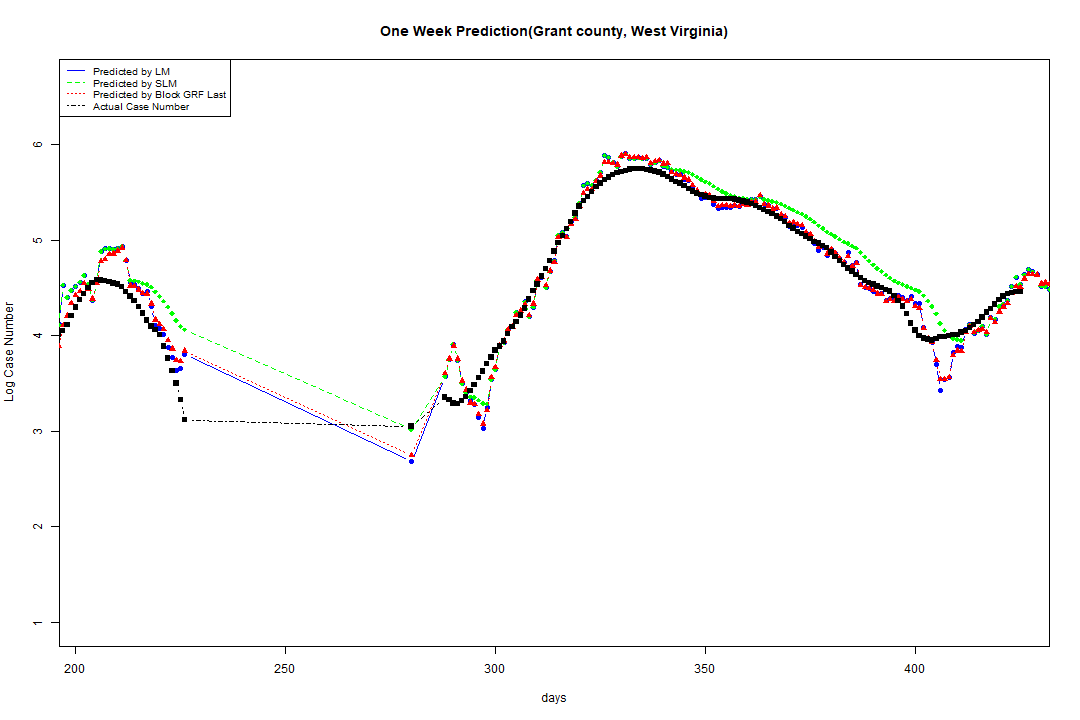 One Week Prediction(Grant county, West Virginia)
Predicted by LM
Predicted by SLM
Predicted by Block GRF Last
Actual Case Number
6
5
4
3
2
1
Log Case Number
200 250 300 350 400
days